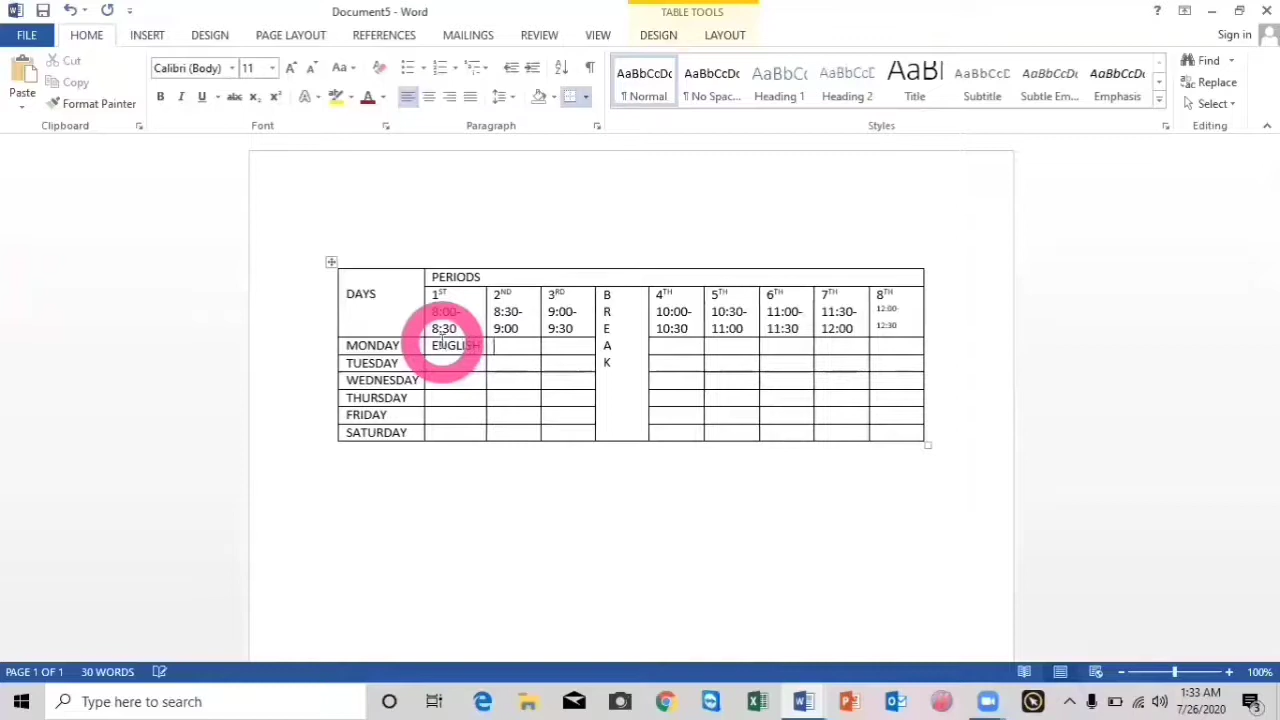 Document5 - Word
TABLE TOOLS
?
FILE HOME INSERT DESIGN PAGE LAYOUT REFERENCES MAILINGS REVIEW VIEW DESIGN LAYOUT Sign in
Cut
Copy
Paste
Format Painter
Clipboard
Calibri (Body) 11
Font
Paragraph
AaBbCcDc AaBbCcDc AaBbCc AaBbCcE AaBl AaBbCcD AaBbCcDc AaBbCcDc
¶ Normal ¶ No Spac... Heading 1 Heading 2 Title Subtitle Subtle Em... Emphasis
Styles
Find
Replace
Select
Editing
DAYS
PERIODS
1ST 2ND 3RD B 4TH 5TH 6TH 7TH 8TH
8:00- 8:30- 9:00- R 10:00- 10:30- 11:00- 11:30- 12:00-
8:30 9:00 9:30 E 10:30 11:00 11:30 12:00 12:30
MONDAY ENGLISH A
TUESDAY K
WEDNESDAY
THURSDAY
FRIDAY
SATURDAY
PAGE 1 OF 1 30 WORDS 100%
Type here to search
1:33 AM
7/26/2020
3